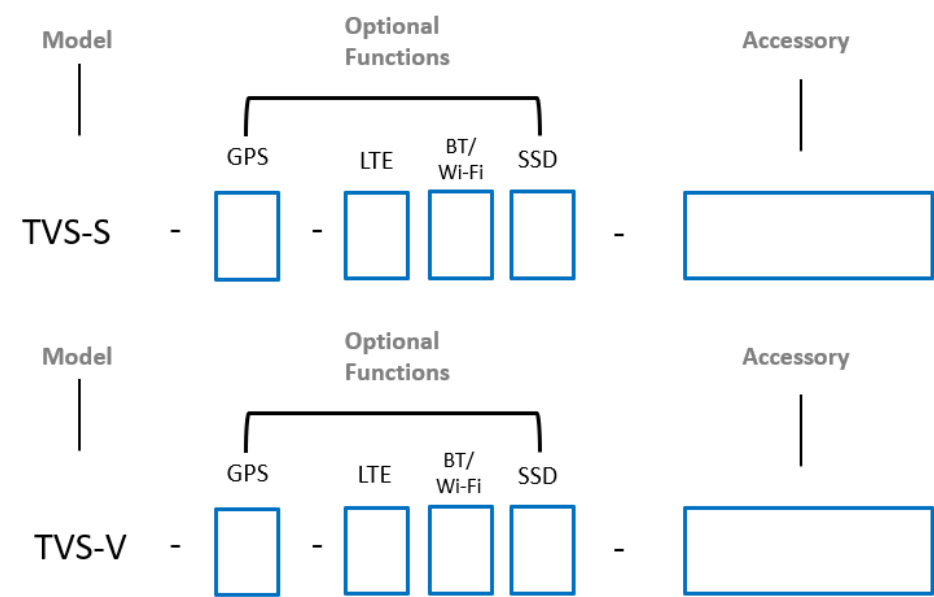 Model
Optional
Functions
Accessory
GPS
LTE
BT/
Wi-Fi
SSD
TVS-S - - -
Model
Optional
Functions
Accessory
GPS
LTE
BT/
Wi-Fi
SSD
TVS-V - - -